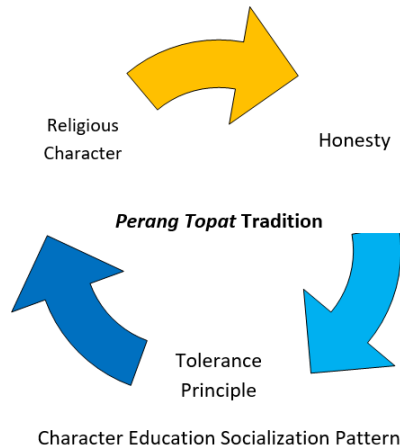 Religious
Character
Honesty
Perang Topat Tradition
Tolerance
Principle
Character Education Socialization Pattern